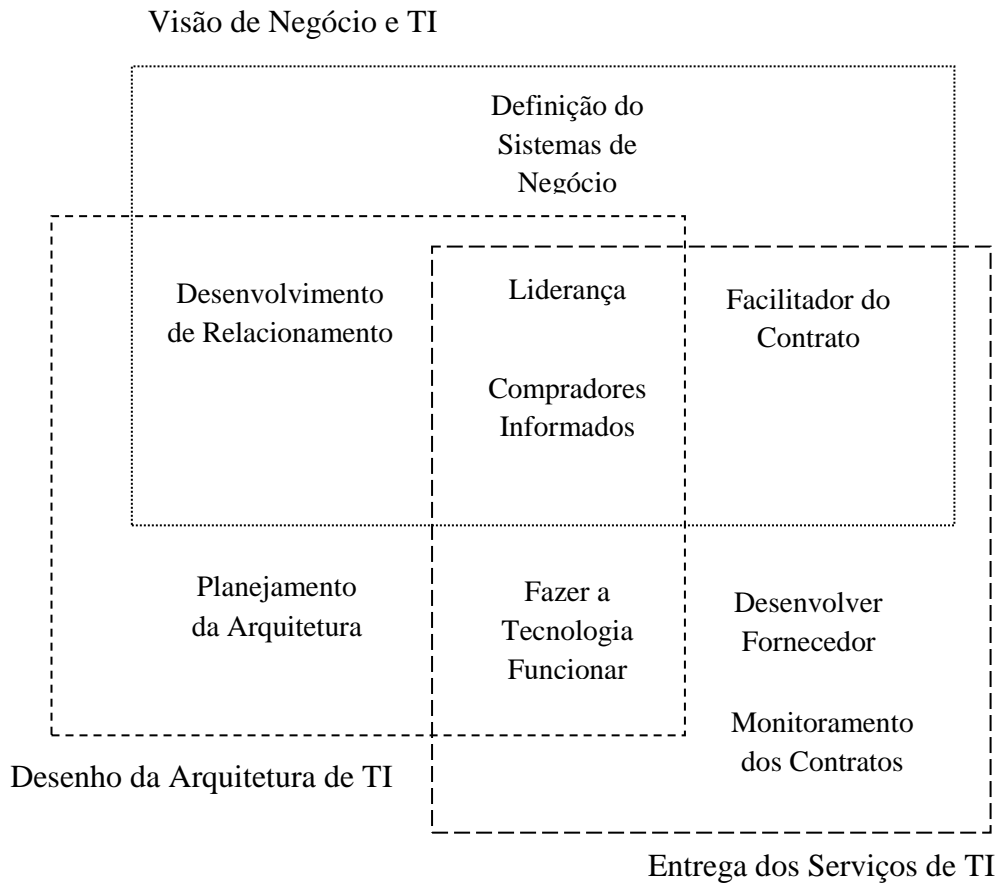 Visão de Negócio e TI
Definição do
Sistemas de
Negócio
Desenvolvimento
de Relacionamento
Liderança
Facilitador do
Contrato
Compradores
Informados
Planejamento
da Arquitetura
Fazer a
Tecnologia
Funcionar
Desenvolver
Fornecedor
Monitoramento
dos Contratos
Desenho da Arquitetura de TI
Entrega dos Serviços de TI